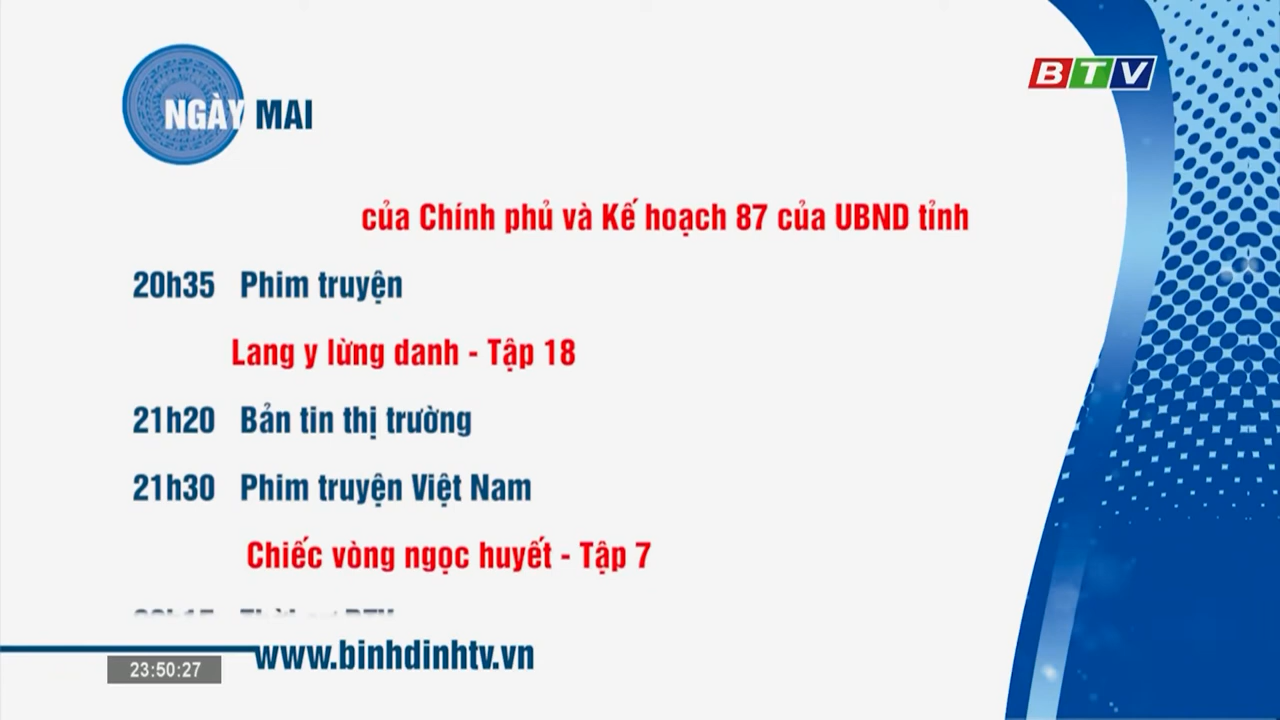 NGÀY MAI
BTV
của Chính phủ và Kế hoạch 87 của UBND tỉnh
20h35 Phim truyện
Lang y lừng danh - Tập 18
21h20 Bản tin thị trường
21h30 Phim truyện Việt Nam
Chiếc vòng ngọc huyết - Tập 7
www.binhdinhtv.vn
23:50:27